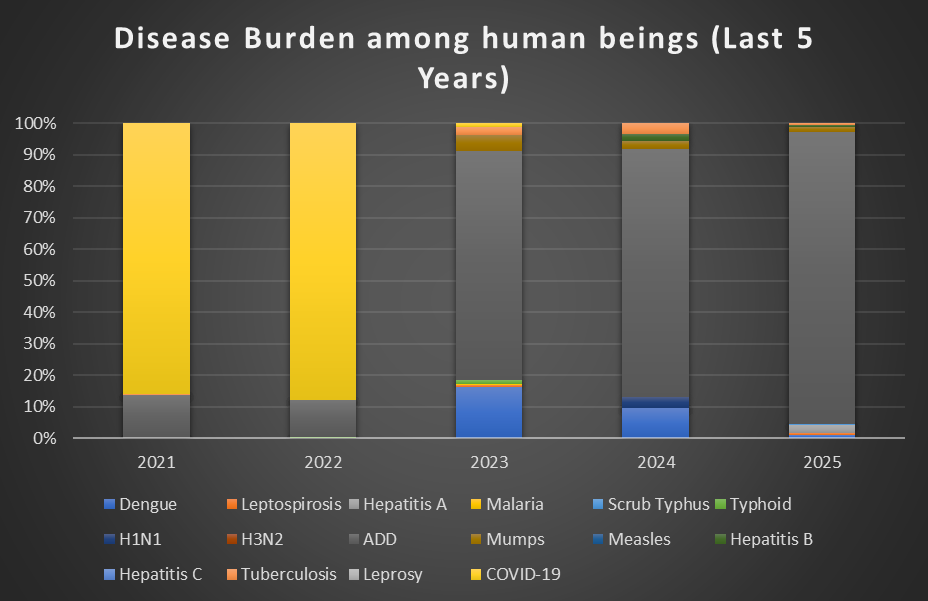 Disease Burden among human beings (Last 5
Years)
100%
90%
80%
70%
60%
50%
40%
30%
20%
10%
0%
2021 2022 2023 2024 2025
Dengue Leptospirosis Hepatitis A Malaria Scrub Typhus Typhoid
H1N1 H3N2 ADD Mumps Measles Hepatitis B
Hepatitis C Tuberculosis Leprosy COVID-19